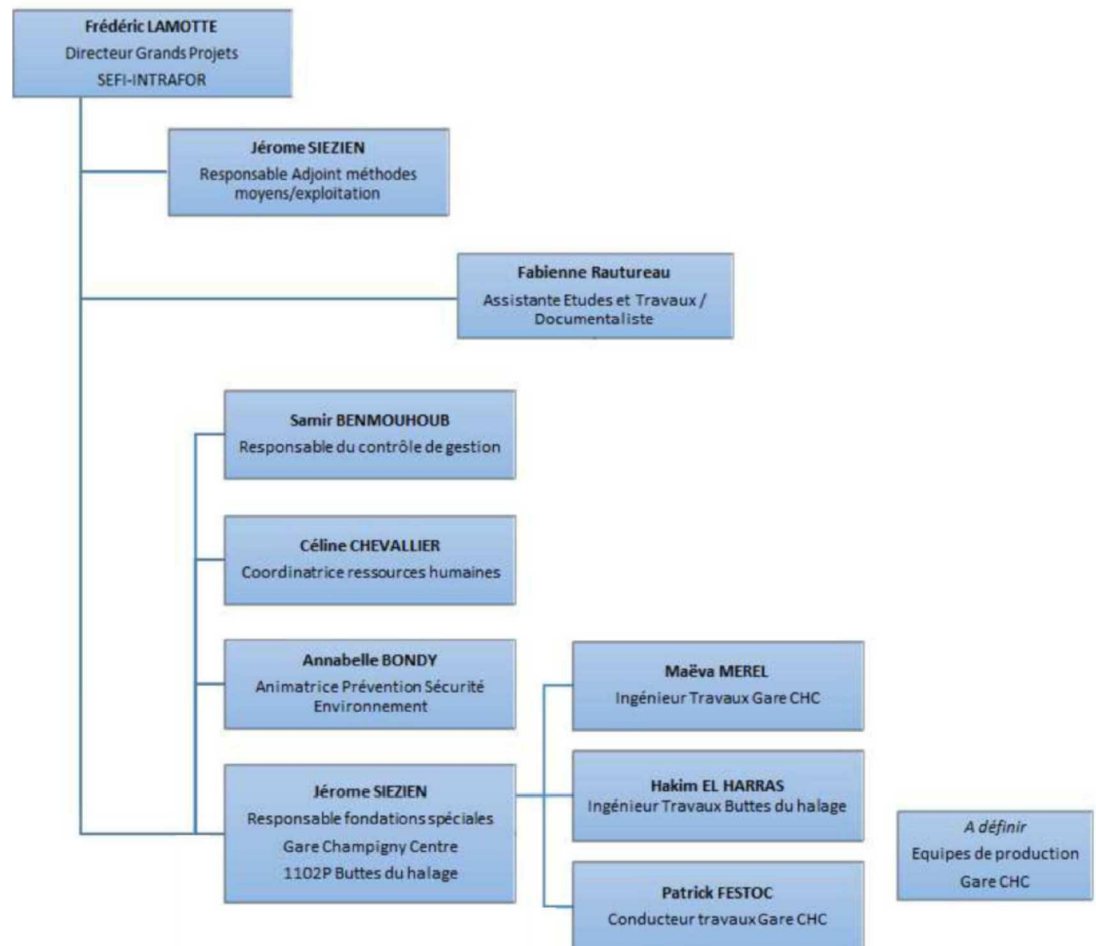 Frédéric LAMOTTE
Directeur Grands Projets
SEFI-INTRAFOR
Jérome SIEZIEN
Responsable Adjoint méthodes
moyens/exploitation
Fabienne Rautureau
Assistante Etudes et Travaux /
Documentaliste
Samir BENMOUHOUB
Responsable du contrôle de gestion
Céline CHEVALLIER
Coordinatrice ressources humaines
Annabelle BONDY
Animatrice Prévention Sécurité
Environnement
Jérome SIEZIEN
Responsable fondations spéciales
Gare Champigny Centre
1102P Buttes du halage
Maëva MEREL
Ingénieur Travaux Gare CHC
Hakim EL HARRAS
Ingénieur Travaux Buttes du halage
Patrick FESTOC
Conducteur travaux Gare CHC
A définir
Equipes de production
Gare CHC